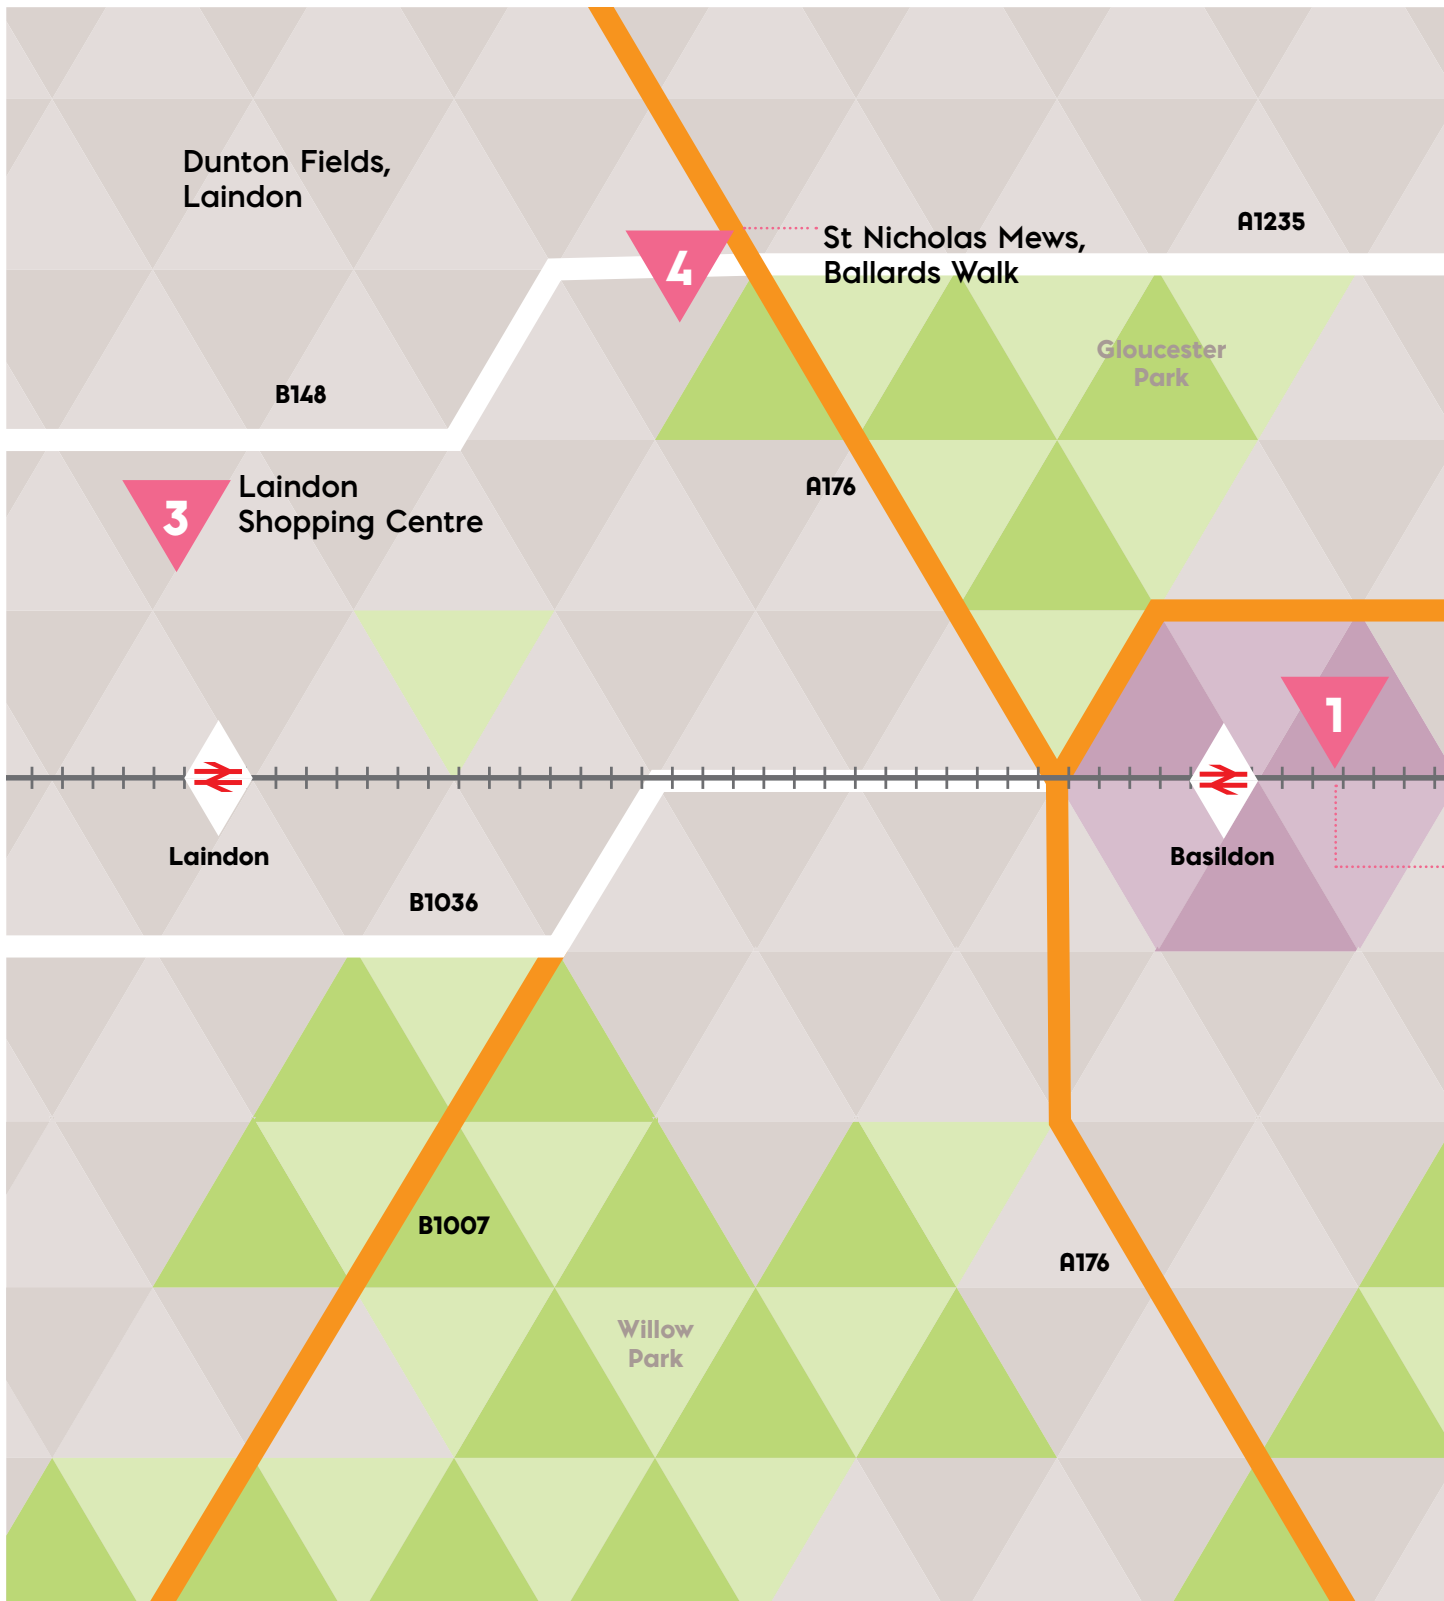 Dunton Fields,
Laindon
A1235
St Nicholas Mews,
Ballards Walk
4
Gloucester
Park
B148
3
Laindon
Shopping Centre
A176
1
Laindon
Basildon
B1036
B1007
A176
Willow
Park